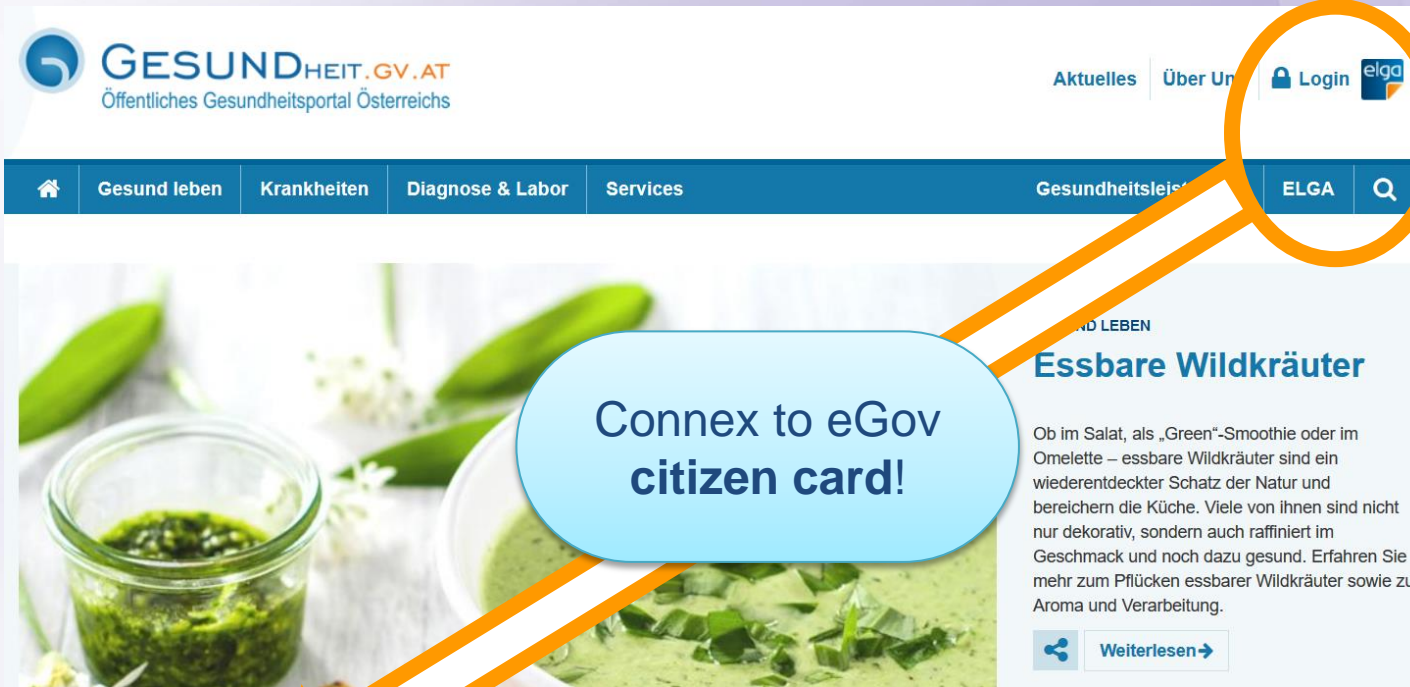 GESUNDHEIT.GV.AT
Öffentliches Gesundheitsportal Österreichs
Aktuelles
Über
Login
elga
Gesund leben
Krankheiten
Diagnose & Labor
Services
ELGA
LEBEN
Essbare Wildkräuter
Ob im Salat, als „Green“-Smoothie oder im
Omelette – essbare Wildkräuter sind ein
wiederentdeckter Schatz der Natur und
bereichern die Küche. Viele von ihnen sind nicht
nur dekorativ, sondern auch raffiniert im
Geschmack und noch dazu gesund. Erfahren Sie
mehr zum Pflücken essbarer Wildkräuter sowie
Aroma und Verarbeitung.
Weiterlesen
Connex to eGov
citizen card!